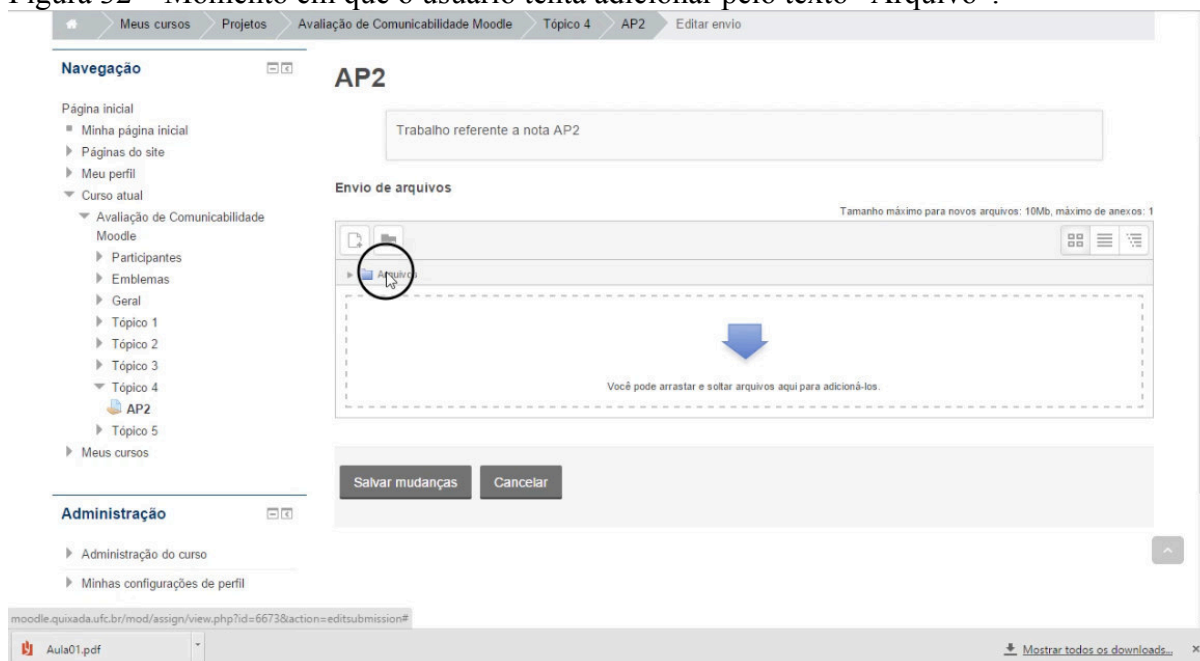 Figura 32 – Momento em que o usuário tenta adicionar pelo texto "Arquivo".
Meus cursos Projetos Avaliação de Comunicabilidade Moodle Tópico 4 AP2 Editar envio
Navegação
Página inicial
Minha página inicial
Páginas do site
Meu perfil
Curso atual
Avaliação de Comunicabilidade
Moodle
Participantes
Emblemas
Geral
Tópico 1
Tópico 2
Tópico 3
Tópico 4
AP2
Tópico 5
Meus cursos
Administração
Administração do curso
Minhas configurações de perfil
AP2
Trabalho referente a nota AP2
Envio de arquivos
Tamanho máximo para novos arquivos: 10Mb, máximo de anexos: 1
Arquivos
Você pode arrastar e soltar arquivos aqui para adicioná-los.
Salvar mudanças Cancelar
moodle.quixada.ufc.br/mod/assign/view.php?id=6673&action=editsubmission#
Aula01.pdf
Mostrar todos os downloads...